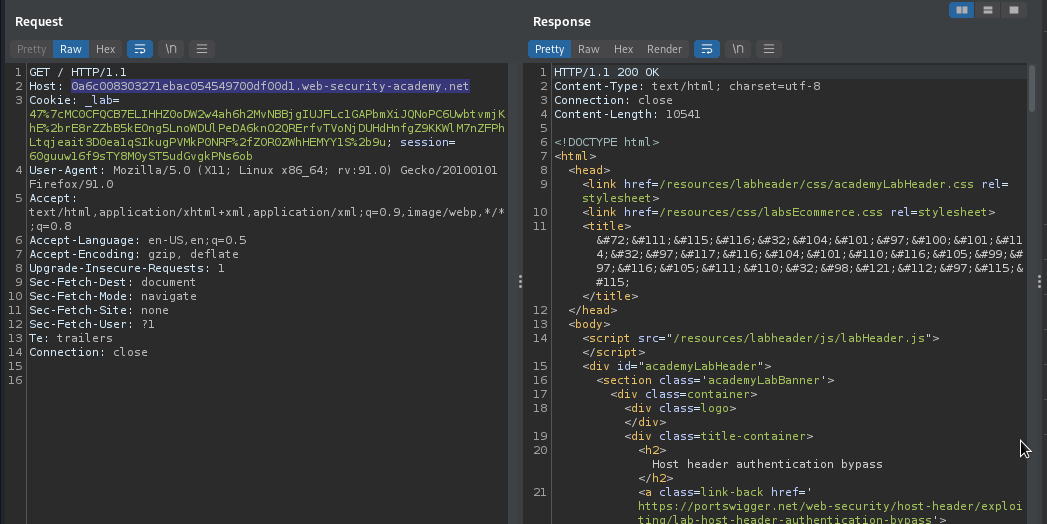 Request
Response
Pretty Raw Hex \n
Pretty Raw Hex Render \n
1 GET / HTTP/1.1
2 Host: 0a6c008303271ebac054549700df00d1.web-security-academy.net
3 Cookie: _lab=
session=
4 User-Agent: Mozilla/5.0 (X11; Linux x86_64; rv:91.0) Gecko/20100101
Firefox/91.0
5 Accept:
text/html,application/xhtml+xml,application/xml;q=0.9,image/webp,*/*
;q=0.8
6 Accept-Language: en-US,en;q=0.5
7 Accept-Encoding: gzip, deflate
8 Upgrade-Insecure-Requests: 1
9 Sec-Fetch-Dest: document
10 Sec-Fetch-Mode: navigate
11 Sec-Fetch-Site: none
12 Sec-Fetch-User: ?1
13 Te: trailers
14 Connection: close
15
16
1 HTTP/1.1 200 OK
2 Content-Type: text/html; charset=utf-8
3 Connection: close
4 Content-Length: 10541
5
6 <!DOCTYPE html>
7 <html>
8 <head>
9 <link href=/resources/labheader/css/academyLabHeader.css rel=
stylesheet>
10 <link href=/resources/css/labsEcommerce.css rel=stylesheet>
11 <title>
&#72;&#111;&#115;&#116;&#32;&#104;&#101;&#97;&#100;&#101;&#11
4;&#32;&#97;&#117;&#116;&#104;&#101;&#110;&#116;&#105;&#99;&#
97;&#116;&#105;&#111;&#110;&#32;&#98;&#121;&#112;&#97;&#115;&
#115;
</title>
12 </head>
13 <body>
14 <script src="/resources/labheader/js/labHeader.js">
</script>
15 <div id="academyLabHeader">
16 <section class='academyLabBanner'>
17 <div class=container>
18 <div class=logo>
</div>
19 <div class=title-container>
20 <h2>
Host header authentication bypass
</h2>
21 <a class=link-back href='
https://portswigger.net/web-security/host-header/exploi
ting/lab-host-header-authentication-bypass'>